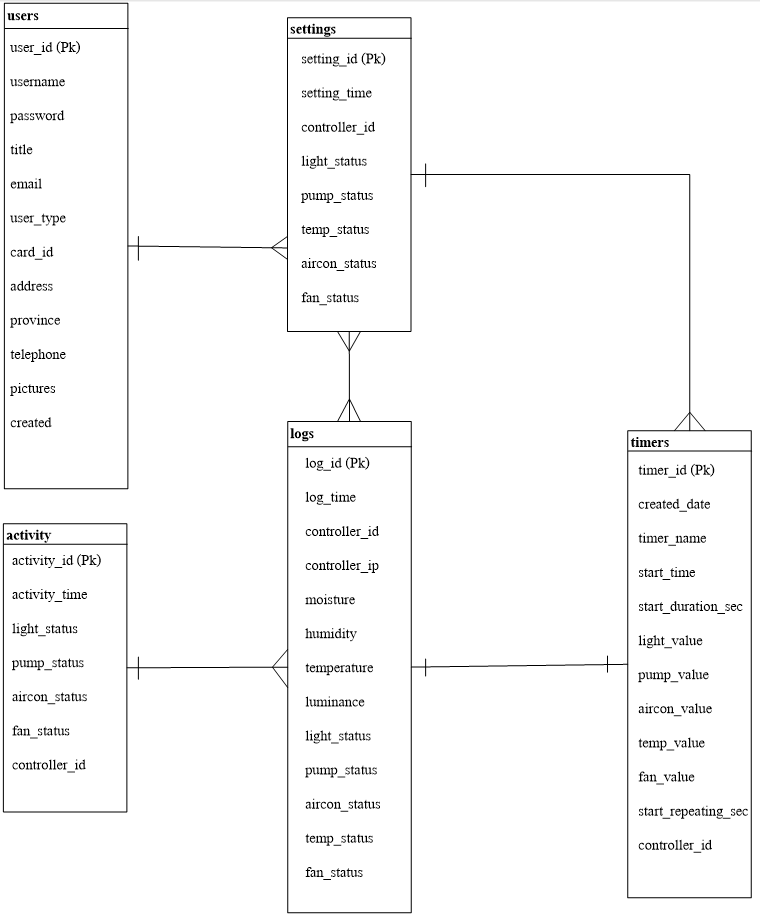 users
user_id (Pk)
username
password
title
email
user_type
card_id
address
province
telephone
pictures
created
settings
setting_id (Pk)
setting_time
controller_id
light_status
pump_status
temp_status
aircon_status
fan_status
activity
activity_id (Pk)
activity_time
light_status
pump_status
aircon_status
fan_status
controller_id
logs
log_id (Pk)
log_time
controller_id
controller_ip
moisture
humidity
temperature
luminance
light_status
pump_status
aircon_status
temp_status
fan_status
timers
timer_id (Pk)
created_date
timer_name
start_time
start_duration_sec
light_value
pump_value
aircon_value
temp_value
fan_value
start_repeating_sec
controller_id